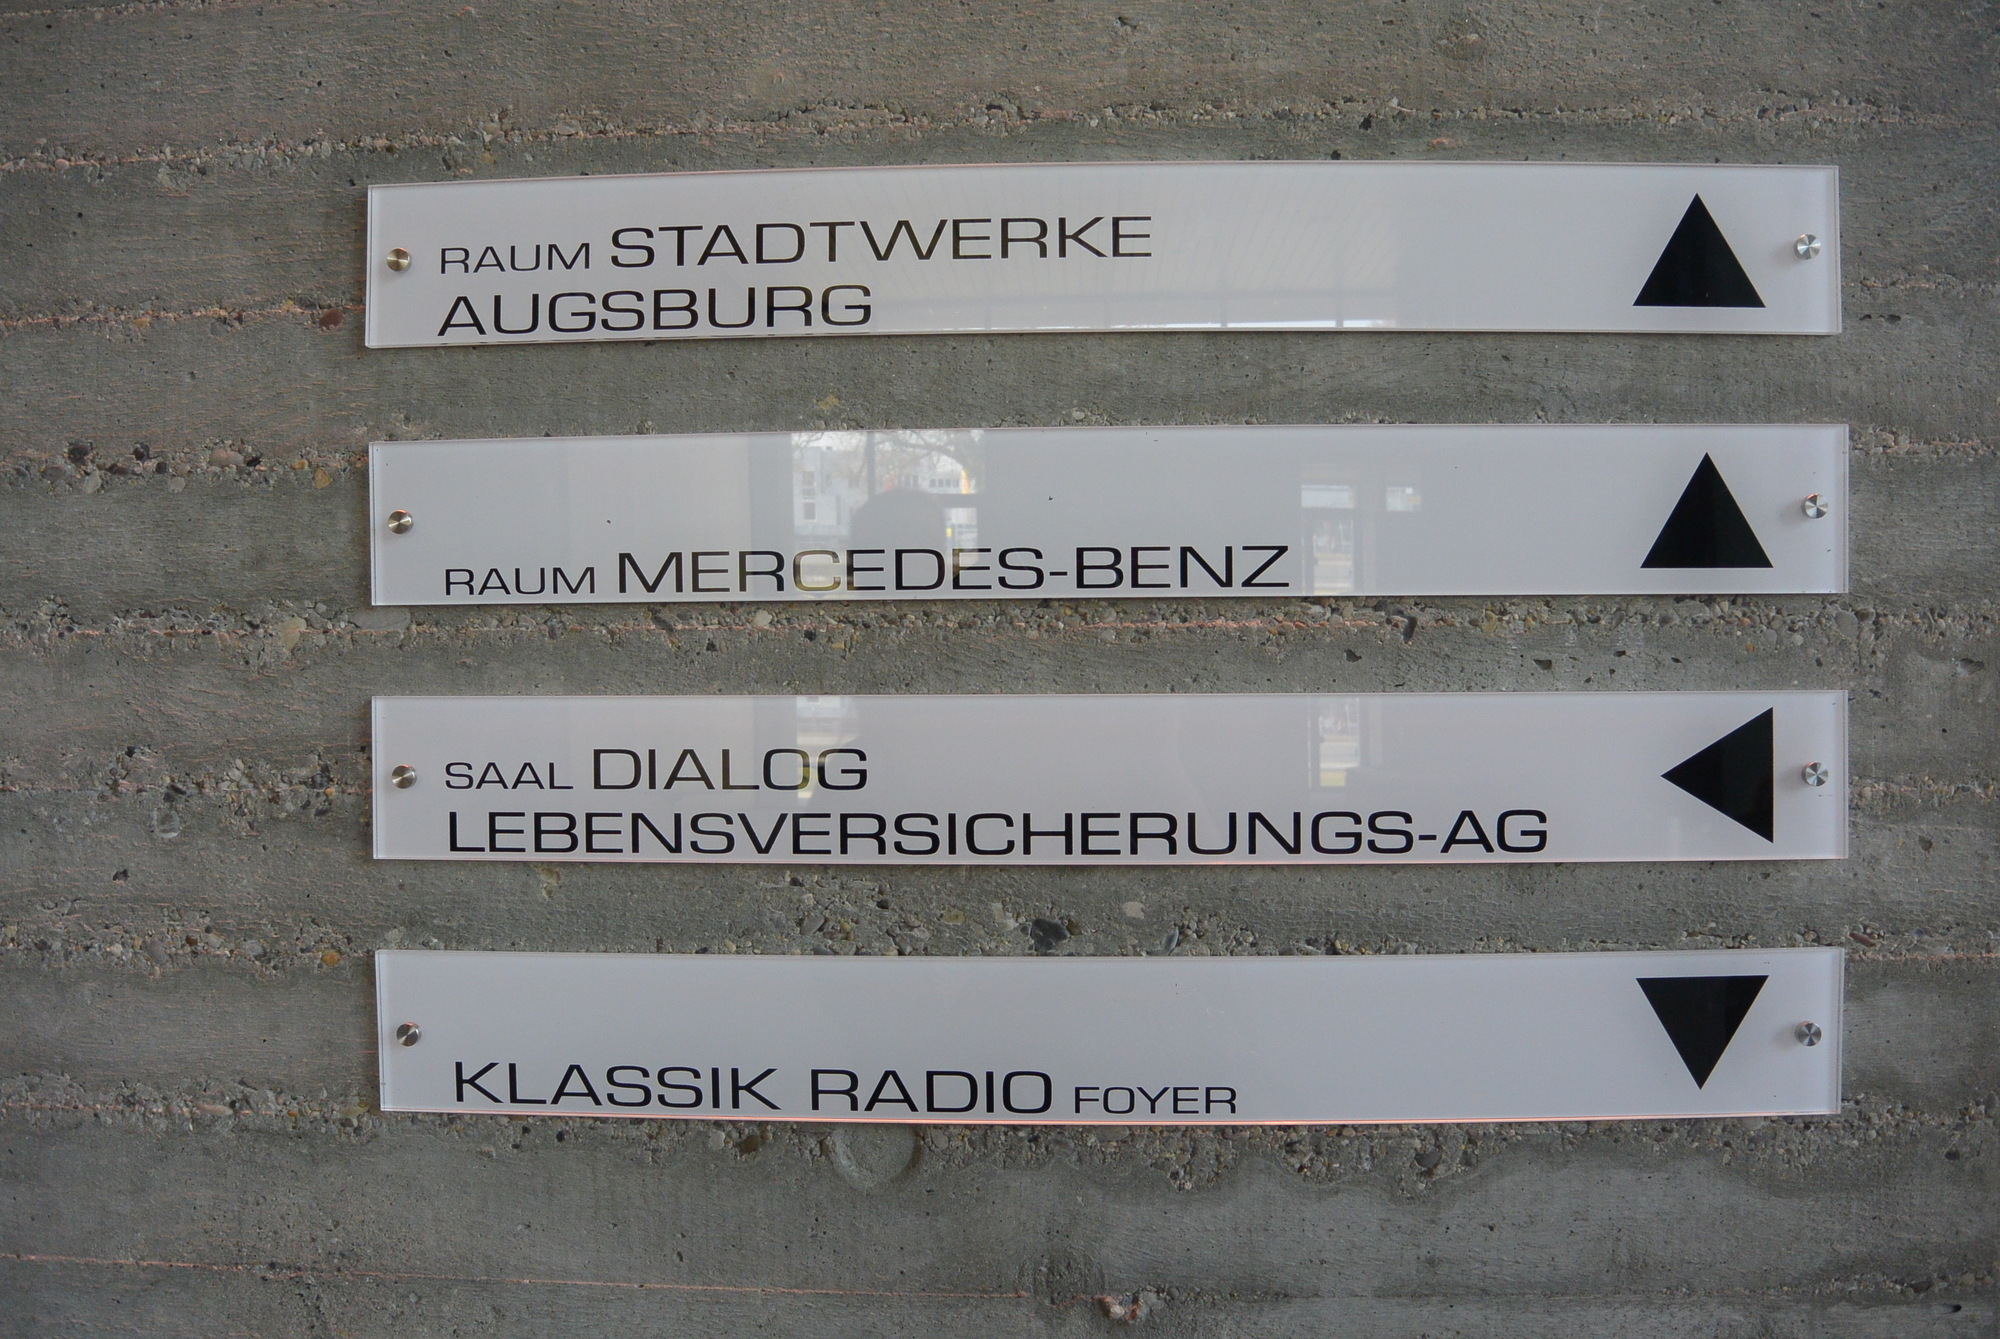 RAUM STADTWERKE
AUGSBURG
RAUM MERCEDES-BENZ
SAAL DIALOG
LEBENSVERSICHERUNGS-AG
KLASSIK RADIO FOYER